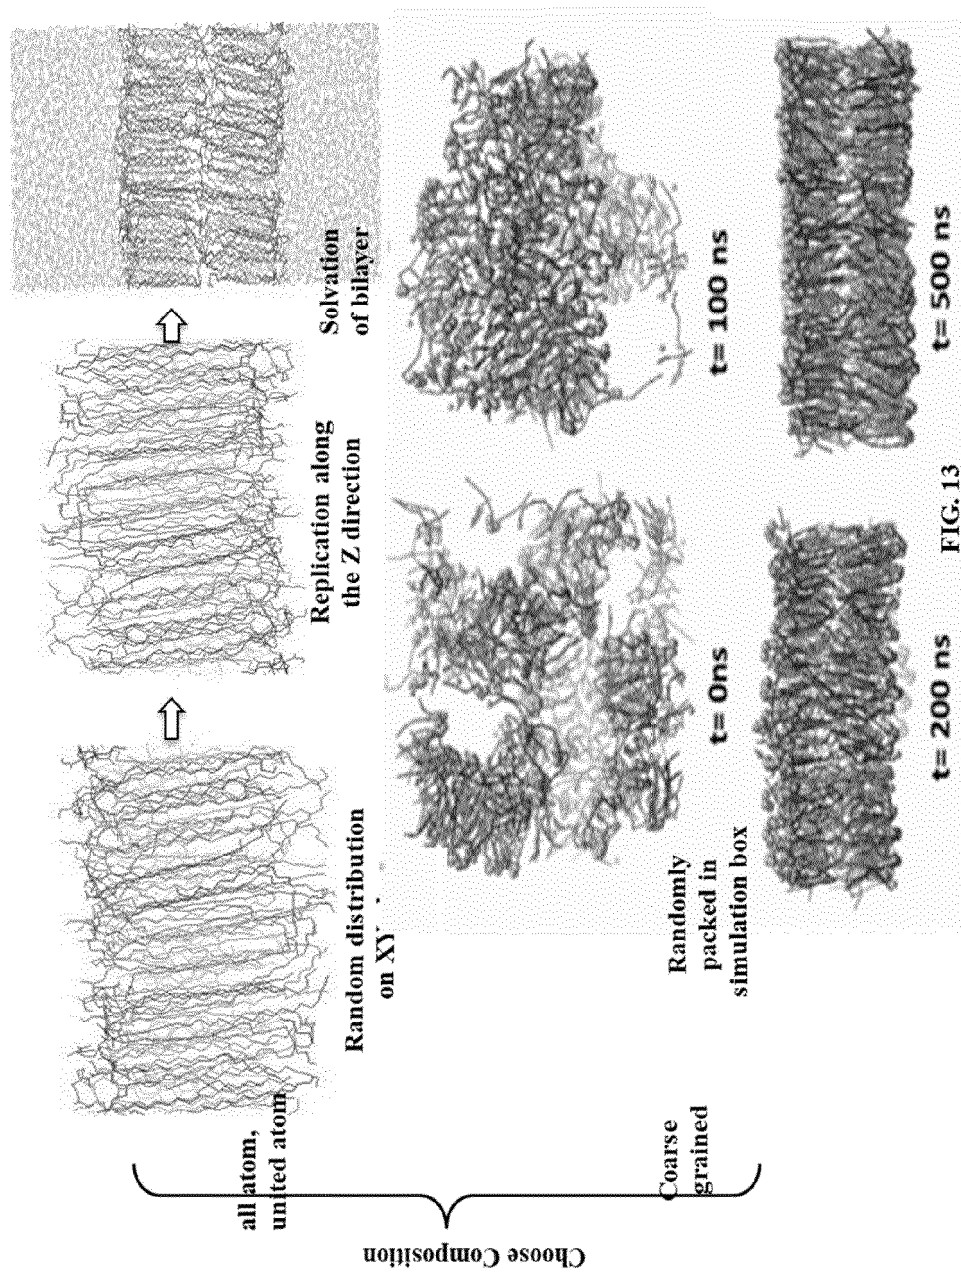 Choose Composition
all atom,
united atom
Random distribution
on XY
Replication along
the Z direction
Solvation
of bilayer
Coarse
grained
Randomly
packed in
simulation box
t= 0ns
t= 100 ns
t= 200 ns
t= 500 ns
FIG. 13